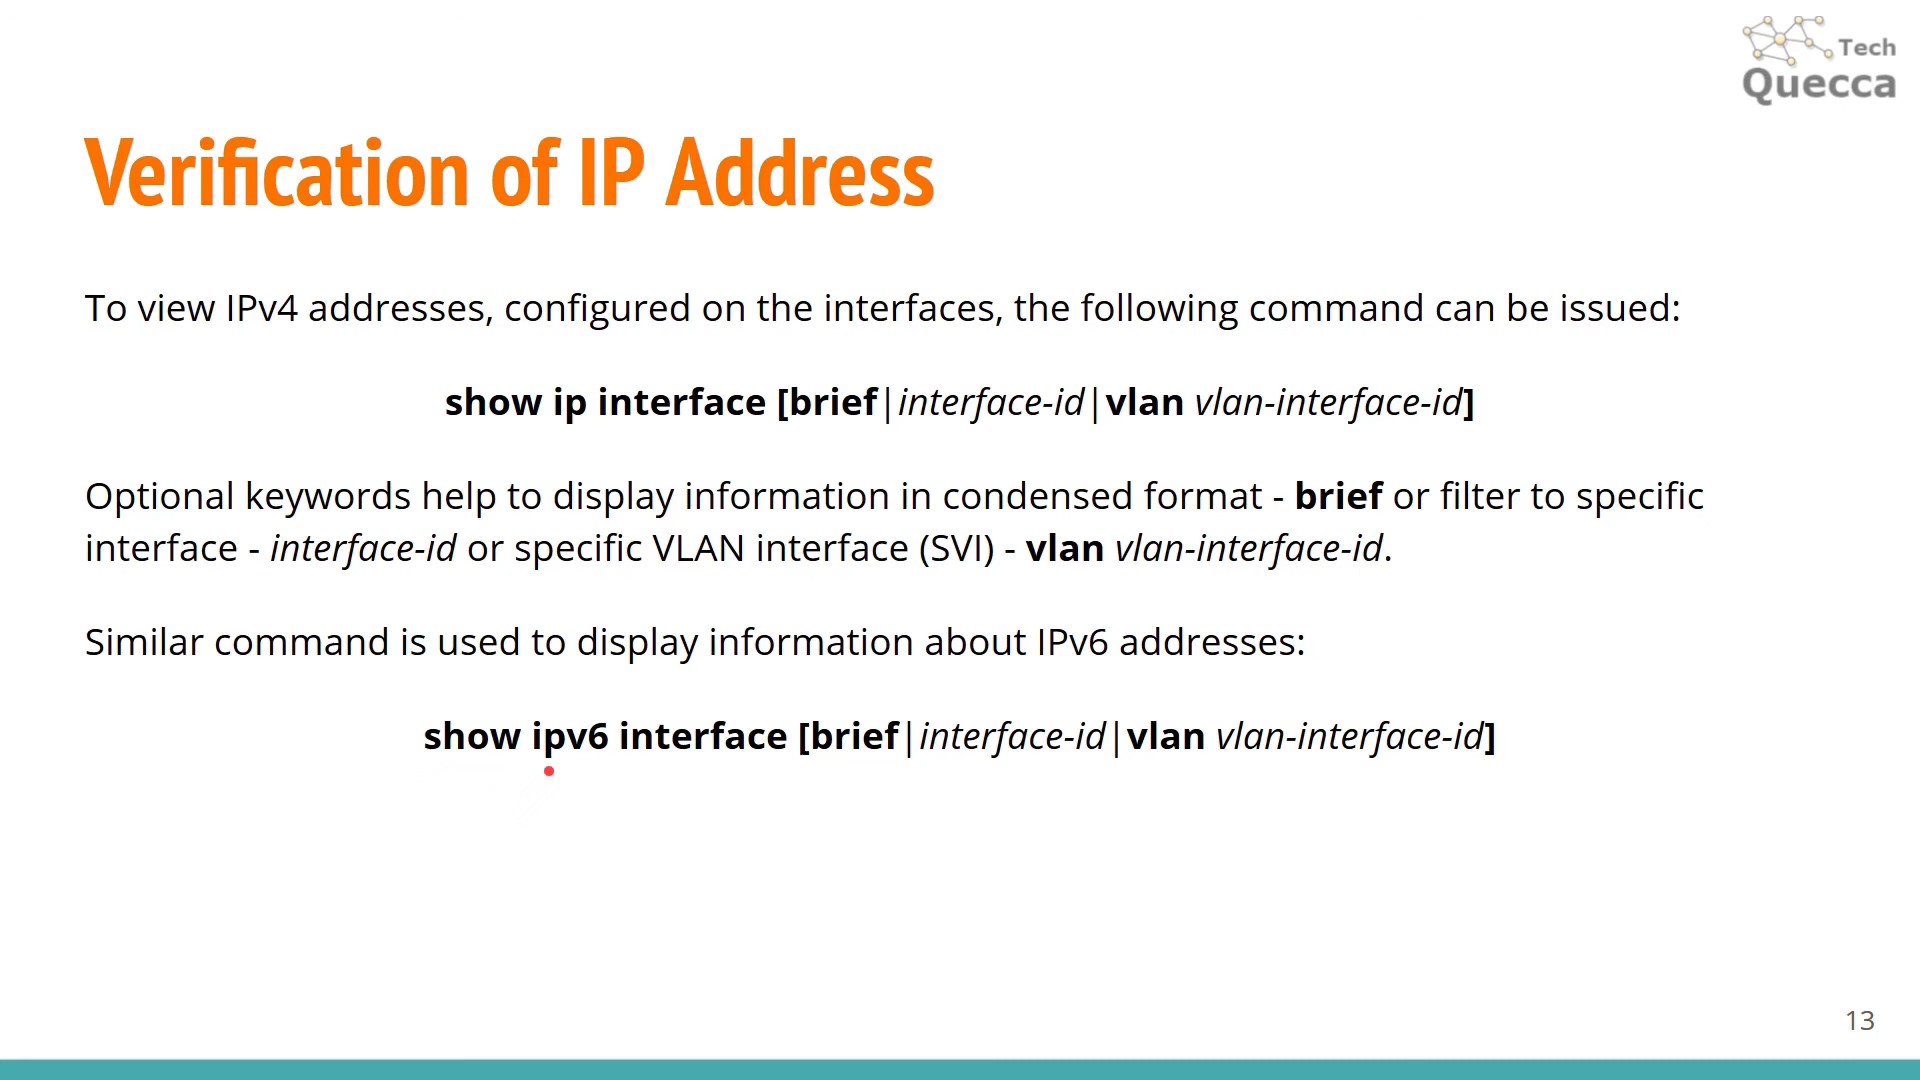 Tech
Quecca
Verification of IP Address
To view IPv4 addresses, configured on the interfaces, the following command can be issued:
show ip interface [brief|interface-id|vlan vlan-interface-id]
Optional keywords help to display information in condensed format - brief or filter to specific
interface - interface-id or specific VLAN interface (SVI) - vlan vlan-interface-id.
Similar command is used to display information about IPv6 addresses:
show ipv6 interface [brief|interface-id|vlan vlan-interface-id]
13